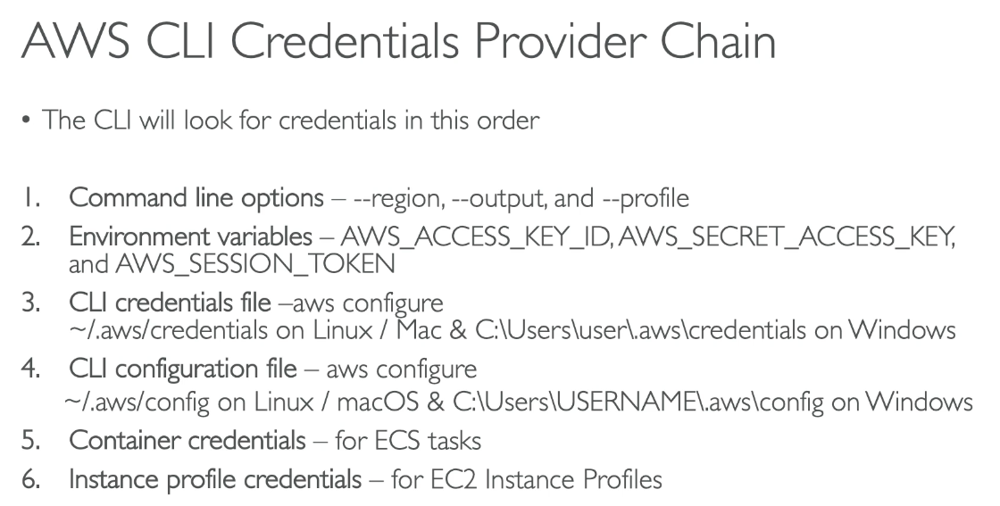 AWS CLI Credentials Provider Chain
• The CLI will look for credentials in this order
1. Command line options – --region, --output, and --profile
2. Environment variables – AWS_ACCESS_KEY_ID, AWS_SECRET_ACCESS_KEY,
and AWS_SESSION_TOKEN
3. CLI credentials file –aws configure
~/.aws/credentials on Linux / Mac & C:\Users\user\.aws\credentials on Windows
4. CLI configuration file – aws configure
~/.aws/config on Linux / macOS & C:\Users\USERNAME\.aws\config on Windows
5. Container credentials – for ECS tasks
6. Instance profile credentials – for EC2 Instance Profiles